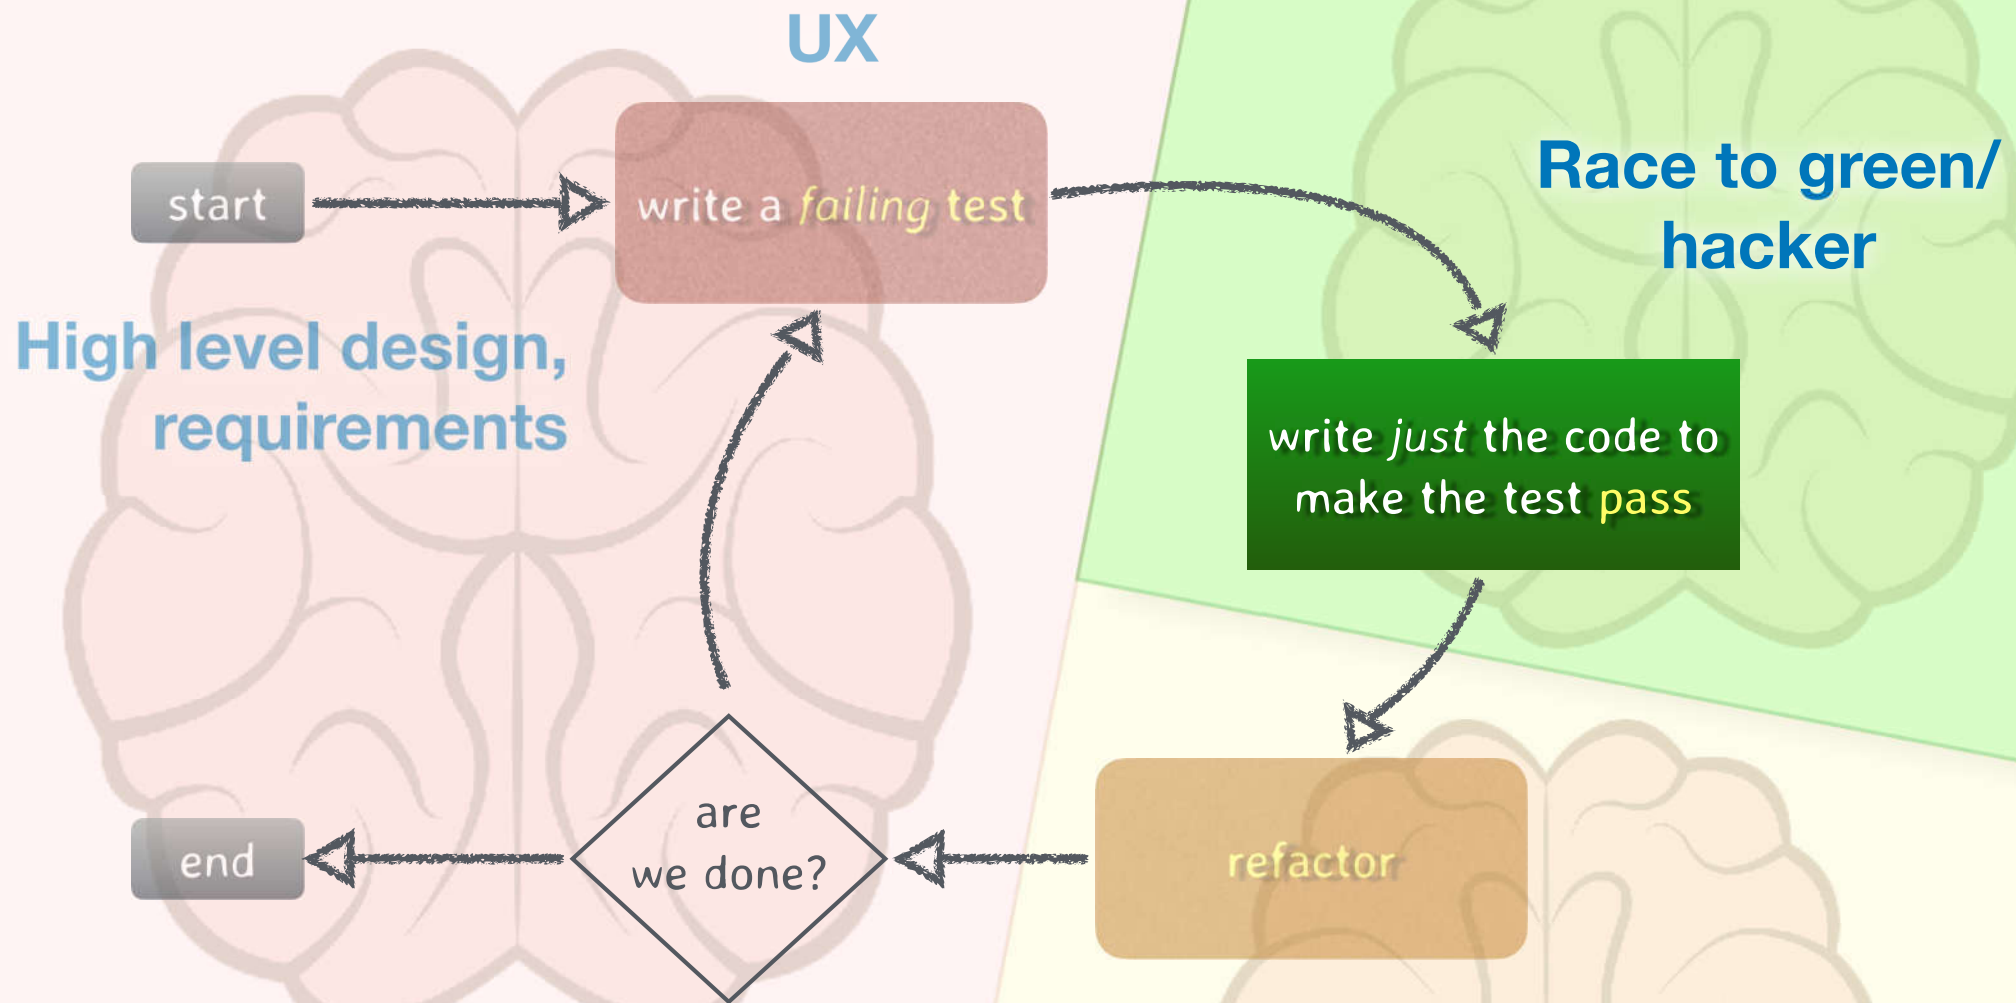 UX
start
write a failing test
Race to green/
hacker
High level design,
requirements
write just the code to
make the test pass
are
we done?
end
refactor